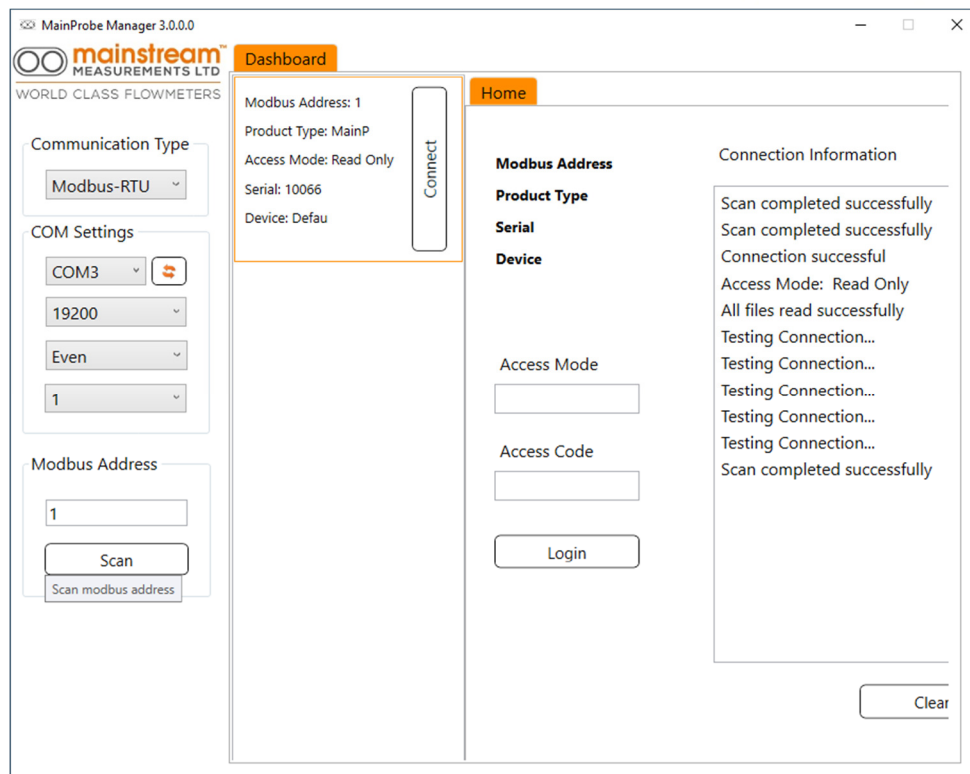 MainProbe Manager 3.0.0.0
mainstream™
MEASUREMENTS LTD
WORLD CLASS FLOWMETERS
Communication Type
Modbus-RTU
COM Settings
COM3
19200
Even
1
Modbus Address
1
Scan
Scan modbus address
Dashboard
Modbus Address: 1
Product Type: MainP
Access Mode: Read Only
Serial: 10066
Device: Defau
Connect
Home
Modbus Address
Product Type
Serial
Device
Access Mode
Access Code
Login
Connection Information
Scan completed successfully
Scan completed successfully
Connection successful
Access Mode:  Read Only
All files read successfully
Testing Connection...
Testing Connection...
Testing Connection...
Testing Connection...
Testing Connection...
Scan completed successfully
Clear